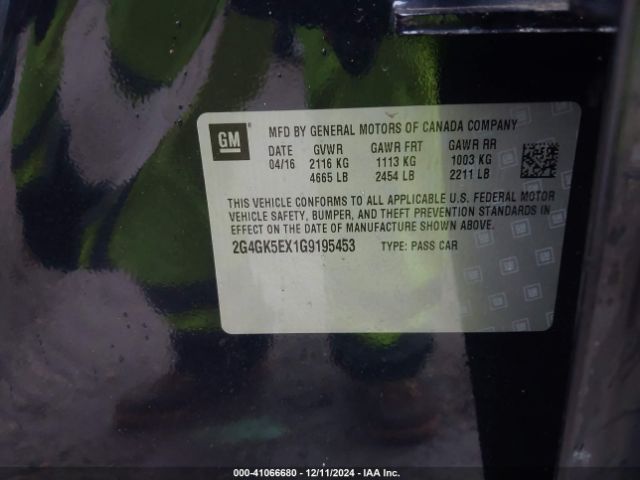 GM
MFD BY GENERAL MOTORS OF CANADA COMPANY
DATE GVWR GAWR FRT GAWR RR
04/16 2116 KG 1113 KG 1003 KG
4665 LB 2454 LB 2211 LB
THIS VEHICLE CONFORMS TO ALL APPLICABLE U.S. FEDERAL MOTOR
VEHICLE SAFETY, BUMPER, AND THEFT PREVENTION STANDARDS IN
EFFECT ON THE DATE OF MANUFACTURE SHOWN ABOVE.
2G4GK5EX1G9195453 TYPE: PASS CAR
000-41066680 - 12/11/2024 - IAA Inc.